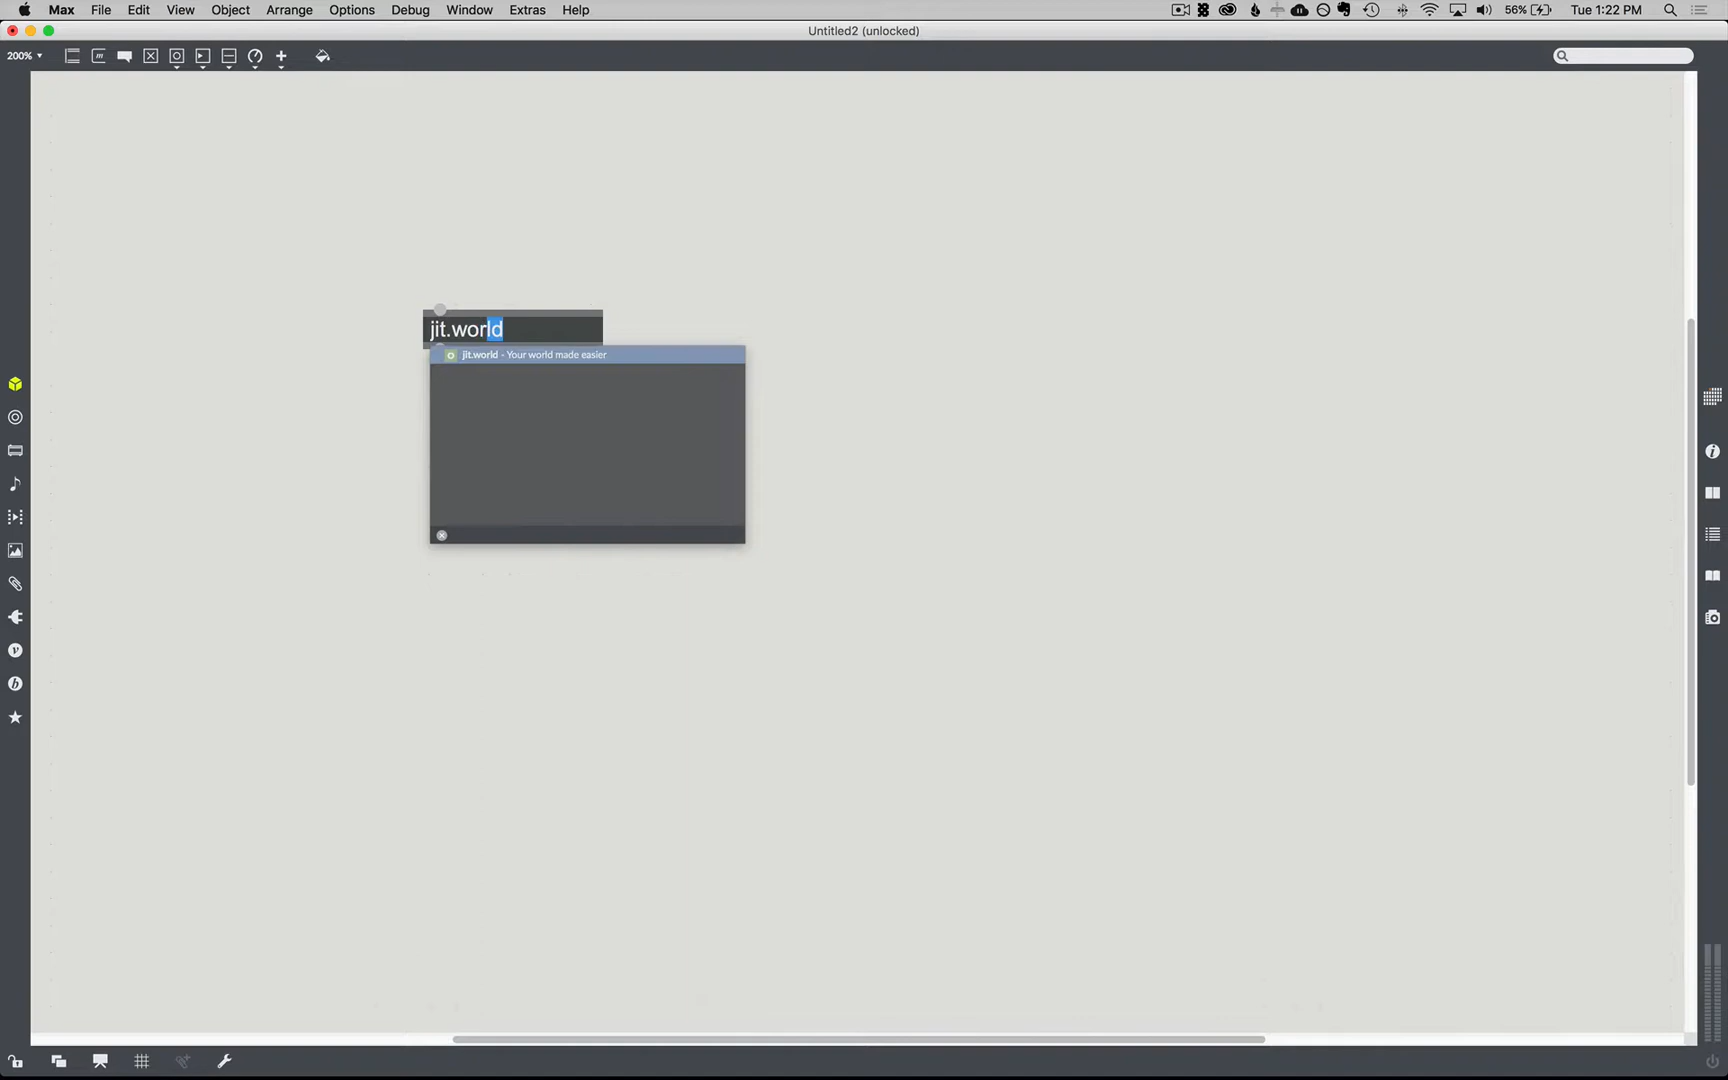 Max File Edit View Object Arrange Options Debug Window Extras Help 56% Tue 1:22 PM
Untitled2 (unlocked)
200%
jit.world
jit.world - Your world made easier